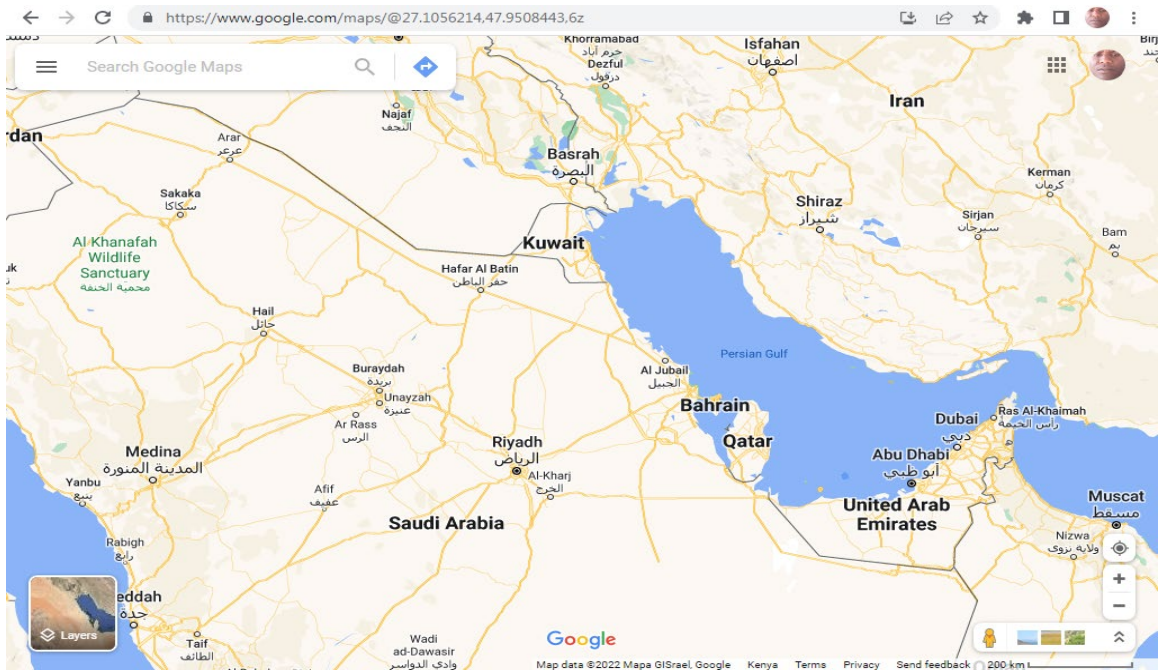 https://www.google.com/maps/@27.1056214,47.9508443,6z
Search Google Maps
Khorramabad
خرم آباد
Dezful
دزفول
Isfahan
اصفهان
Najaf
النجف
Iran
rdan
Arar
عرعر
Basrah
البصرة
Kerman
کرمان
Sakaka
سكاكا
Shiraz
شیراز
Sirjan
سیرجان
Bam
بم
Al Khanafah
Wildlife
Sanctuary
محمية الخنفة
Kuwait
uk
Hafar Al Batin
حفر الباطن
Hail
حائل
Persian Gulf
Buraydah
بريدة
Unayzah
عنيزة
Al Jubail
الجبيل
Ar Rass
الرس
Bahrain
Qatar
Dubai
دبي
Ras Al-Khaimah
رأس الخيمة
Medina
المدينة المنورة
Riyadh
الرياض
Al-Kharj
الخرج
Abu Dhabi
أبو ظبي
Yanbu
ينبع
Afif
عفيف
Saudi Arabia
United Arab
Emirates
Muscat
مسقط
Nizwa
ولاية نزوى
Rabigh
رابغ
eddah
جدة
Layers
Taif
الطائف
Wadi
ad-Dawasir
وادي الدواسر
Google
Map data ©2022 Mapa GISrael, Google Kenya Terms Privacy Send feedback 200 km